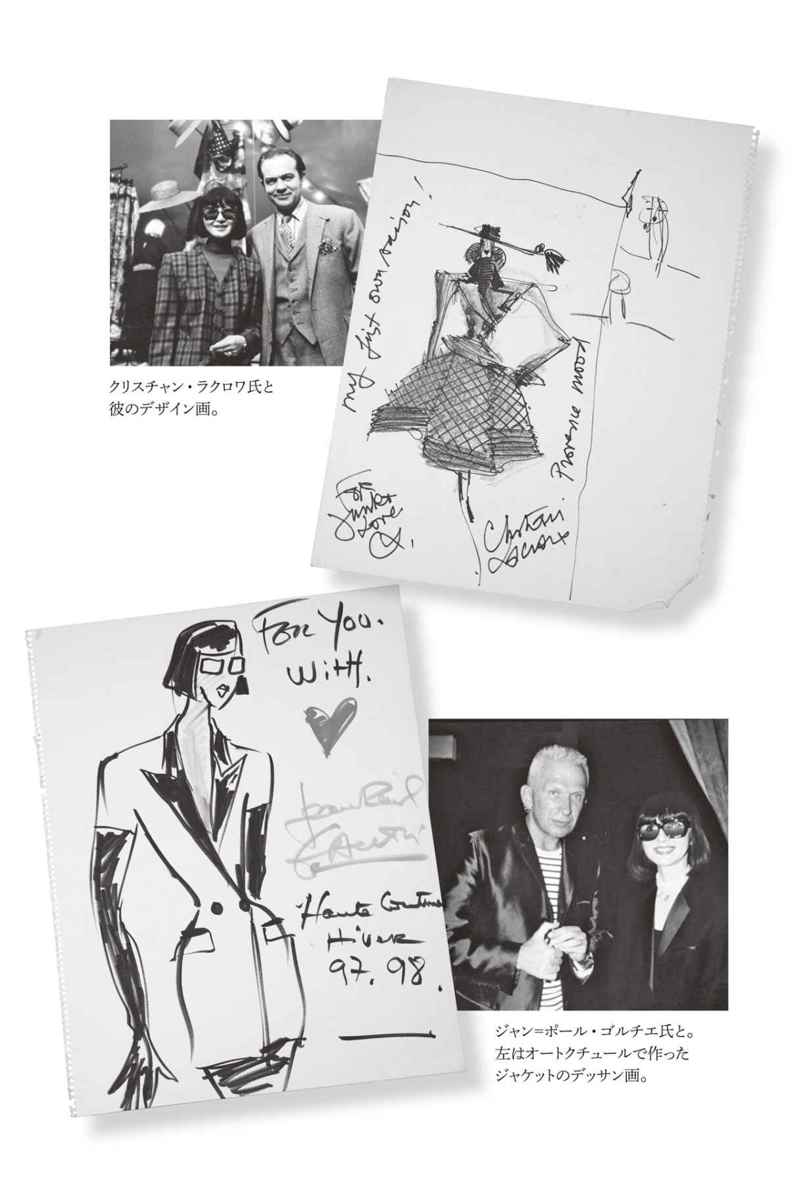 my first own saison!
Provence mood
For
Junko
Love
Christian
Lacroix
クリスチャン・ラクロワ氏と
彼のデザイン画。
For You.
With.
Jean Paul
Gaultier
Haute Couture
Hiver
97. 98.
ジャン=ポール・ゴルチエ氏と。
左はオートクチュールで作った
ジャケットのデッサン画。